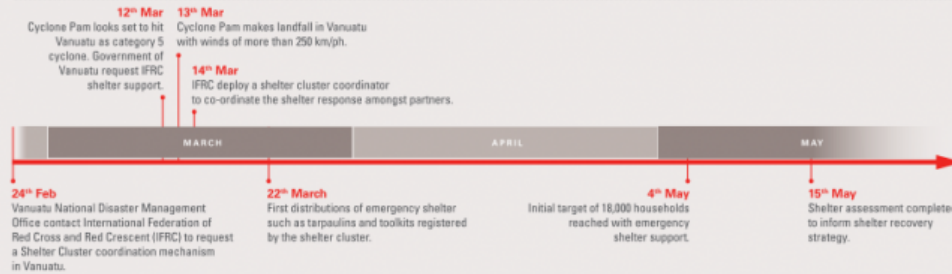 12th Mar
Cyclone Pam looks set to hit
Vanuatu as category 5
cyclone. Government of
Vanuatu request IFRC
shelter support.
13th Mar
Cyclone Pam makes landfall in Vanuatu
with winds of more than 250 km/ph.
14th Mar
IFRC deploy a shelter cluster coordinator
to co-ordinate the shelter response amongst partners.
MARCH
APRIL
MAY
24th Feb
Vanuatu National Disaster Management
Office contact International Federation of
Red Cross and Red Crescent (IFRC) to request
a Shelter Cluster coordination mechanism
in Vanuatu.
22th March
First distributions of emergency shelter
such as tarpaulins and toolkits registered
by the shelter cluster.
4th May
Initial target of 18,000 households
reached with emergency
shelter support.
15th May
Shelter assessment complete
to inform shelter recovery
strategy.